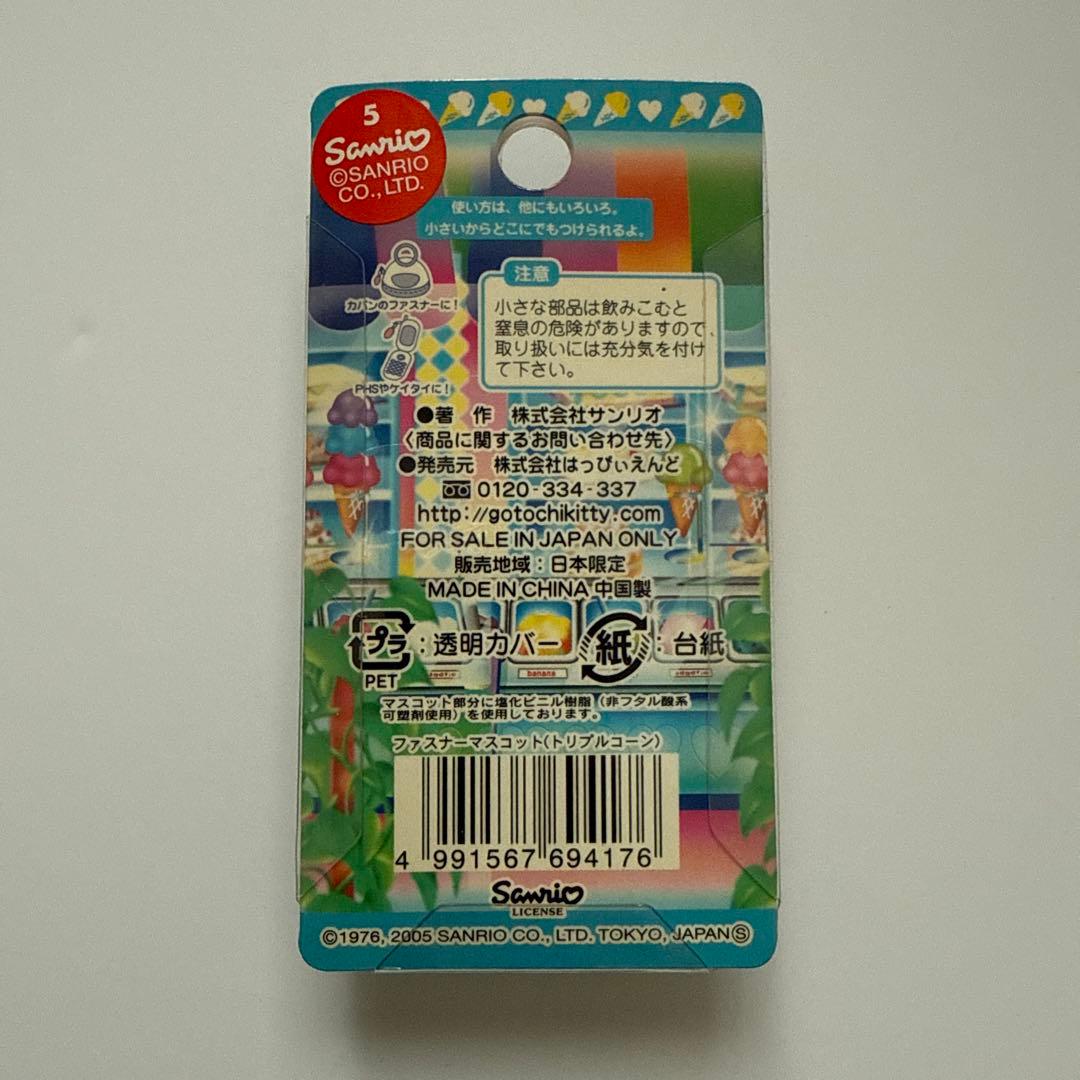 5
Sanrio
©SANRIO
CO., LTD.
使い方は、他にもいろいろ。
小さいからどこにでもつけられるよ。
カバンのファスナーに!
PHSやケイタイに!
注意
小さな部品は飲みこむと
窒息の危険がありますので、
取り扱いには充分気を付け
て下さい。
●著 作 株式会社サンリオ
〈商品に関するお問い合わせ先〉
●発売元 株式会社はっぴぃえんど
0120-334-337
http://gotochikitty.com
FOR SALE IN JAPAN ONLY
販売地域:日本限定
MADE IN CHINA 中国製
プラ:透明カバー
PET
紙:台紙
banana
マスコット部分に塩化ビニル樹脂(非フタル酸系
可塑剤使用)を使用しております。
ファスナーマスコット(トリプルコーン)
4 991567 694176
Sanrio
LICENSE
©1976, 2005 SANRIO CO., LTD. TOKYO, JAPAN Ⓢ